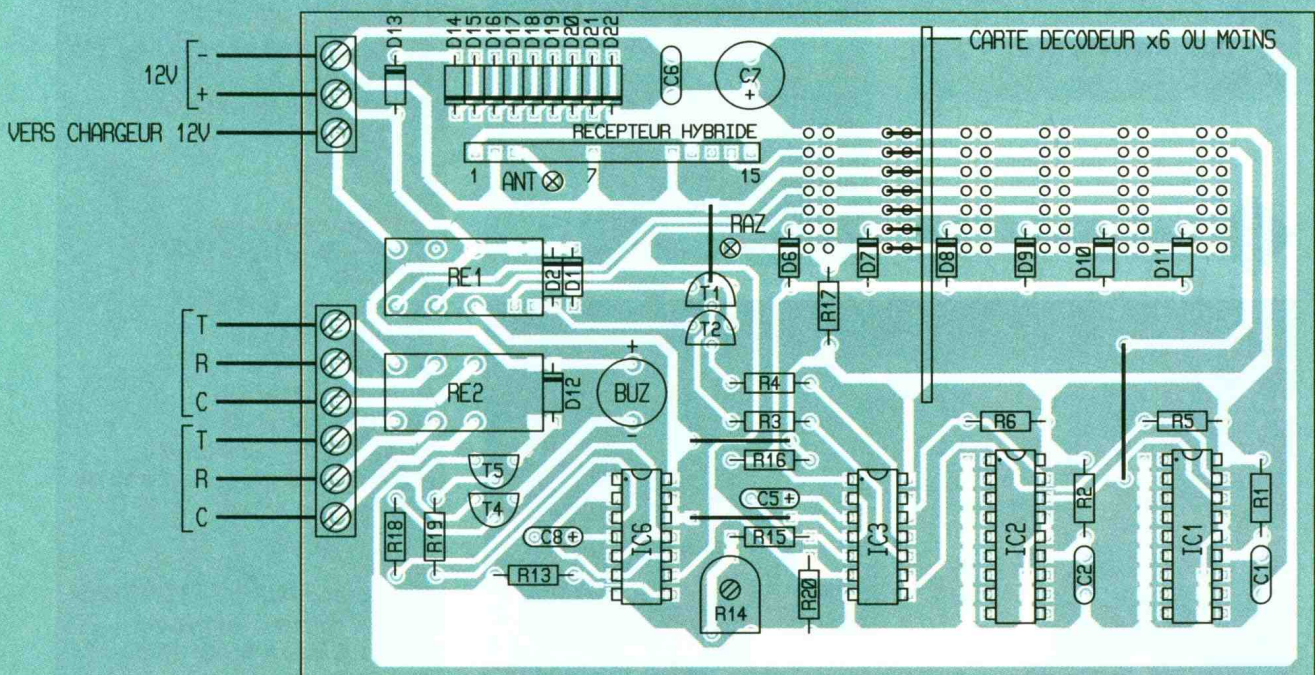 D13 D14 D15 D16 D17 D18 D19 D20 D21 D22
12V - +
VERS CHARGEUR 12V
C6 C7 +
CARTE DECODEUR x6 OU MOINS
RECEPTEUR HYBRIDE
1 7 15
ANT
RAZ
RE1 D2 D1
T1
T2
D6 D7 D8 D9 D10 D11
R17
T
R
C
T
R
C
RE2 D12
+ BUZ -
R4
R3
R16
R6 R5
T5
T4
R18 R19
C8 +
R13
IC6
C5 +
R15
R14
R20
IC3
IC2
R2
C2
IC1
R1
C1